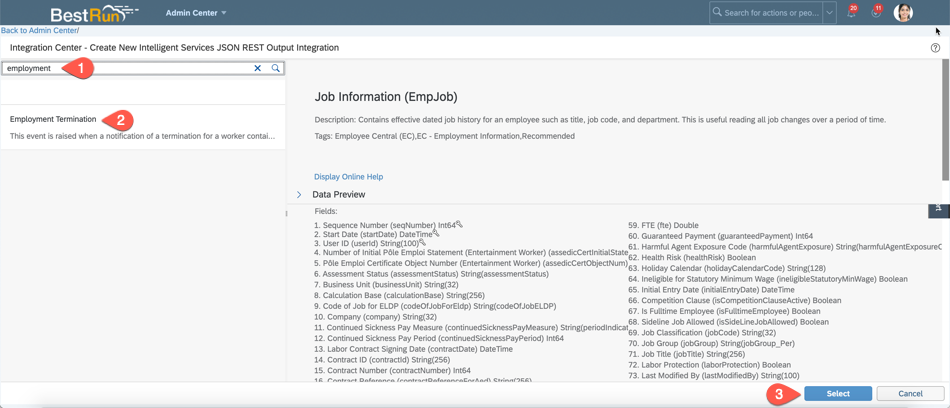 BestRun
Admin Center
Search for actions or peo...
20
11
Back to Admin Center/
Integration Center - Create New Intelligent Services JSON REST Output Integration
employment
1
Employment Termination
2
This event is raised when a notification of a termination for a worker contai...
Job Information (EmpJob)
Description: Contains effective dated job history for an employee such as title, job code, and department. This is useful reading all job changes over a period of time.
Tags: Employee Central (EC),EC - Employment Information,Recommended
Display Online Help
Data Preview
Fields:
1. Sequence Number (seqNumber) Int64
2. Start Date (startDate) DateTime
3. User ID (userId) String(100)
4. Number of Initial Pôle Emploi Statement (Entertainment Worker) (assedicCertInitialState
5. Pôle Emploi Certificate Object Number (Entertainment Worker) (assedicCertObjectNum)
6. Assessment Status (assessmentStatus) String(assessmentStatus)
7. Business Unit (businessUnit) String(32)
8. Calculation Base (calculationBase) String(256)
9. Code of Job for ELDP (codeOfJobForEldp) String(codeOfJobELDP)
10. Company (company) String(32)
11. Continued Sickness Pay Measure (continuedSicknessPayMeasure) String(periodIndicat
12. Continued Sickness Pay Period (continuedSicknessPayPeriod) Int64
13. Labor Contract Signing Date (contractDate) DateTime
14. Contract ID (contractId) String(256)
15. Contract Number (contractNumber) Int64
16. Contract Reference (contractReferenceForAed) String(256)
59. FTE (fte) Double
60. Guaranteed Payment (guaranteedPayment) Int64
61. Harmful Agent Exposure Code (harmfulAgentExposure) String(harmfulAgentExposureC
62. Health Risk (healthRisk) Boolean
63. Holiday Calendar (holidayCalendarCode) String(128)
64. Ineligible for Statutory Minimum Wage (ineligibleStatutoryMinWage) Boolean
65. Initial Entry Date (initialEntryDate) DateTime
66. Competition Clause (isCompetitionClauseActive) Boolean
67. Is Fulltime Employee (isFulltimeEmployee) Boolean
68. Sideline Job Allowed (isSideLineJobAllowed) Boolean
69. Job Classification (jobCode) String(32)
70. Job Group (jobGroup) String(jobGroup_Per)
71. Job Title (jobTitle) String(256)
72. Labor Protection (laborProtection) Boolean
73. Last Modified By (lastModifiedBy) String(100)
3
Select
Cancel